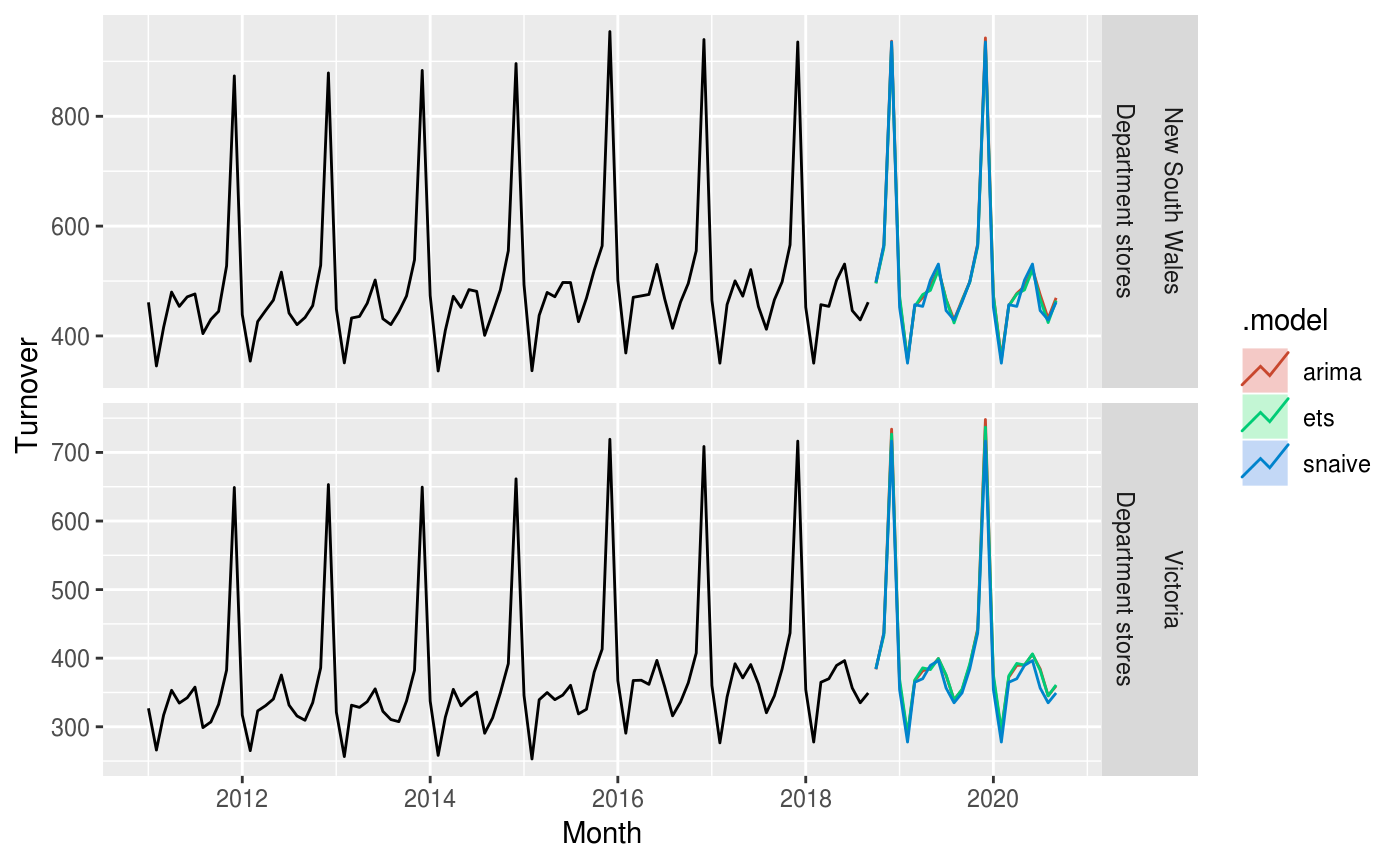 Turnover
800
600
400
Department stores
New South Wales
700
600
500
400
300
Department stores
Victoria
2012
2014
2016
2018
2020
Month
.model
arima
ets
snaive